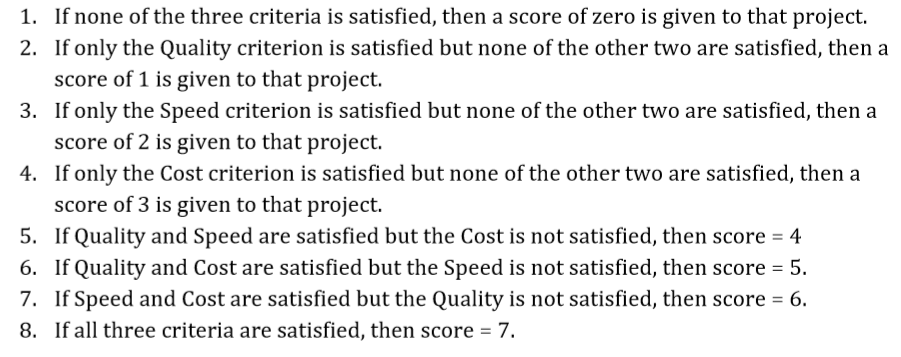 1. If none of the three criteria is satisfied, then a score of zero is given to that project.
2. If only the Quality criterion is satisfied but none of the other two are satisfied, then a
score of 1 is given to that project.
3. If only the Speed criterion is satisfied but none of the other two are satisfied, then a
score of 2 is given to that project.
4. If only the Cost criterion is satisfied but none of the other two are satisfied, then a
score of 3 is given to that project.
5. If Quality and Speed are satisfied but the Cost is not satisfied, then score = 4
6. If Quality and Cost are satisfied but the Speed is not satisfied, then score = 5.
7. If Speed and Cost are satisfied but the Quality is not satisfied, then score = 6.
8. If all three criteria are satisfied, then score = 7.